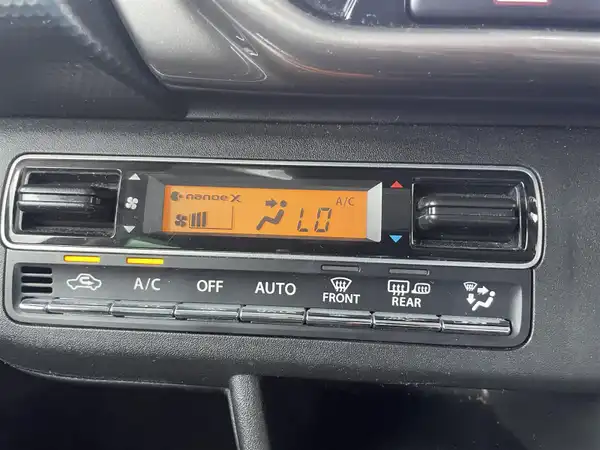 nanoe X
A/C
LO
A/C
OFF
AUTO
FRONT
REAR